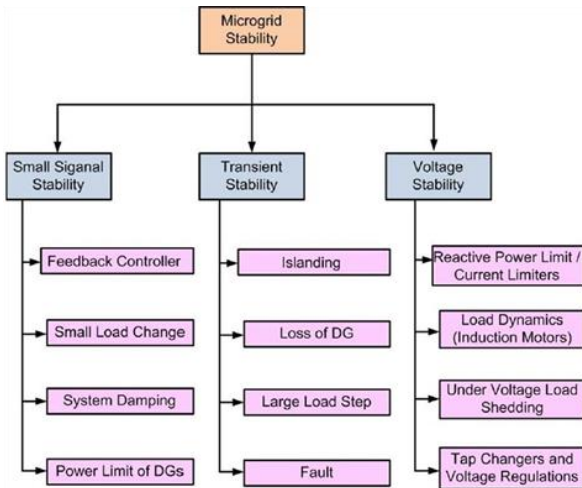 Microgrid
Stability
Small Siganal
Stability
Transient
Stability
Voltage
Stability
Feedback Controller
Small Load Change
System Damping
Power Limit of DGs
Islanding
Loss of DG
Large Load Step
Fault
Reactive Power Limit /
Current Limiters
Load Dynamics
(Induction Motors)
Under Voltage Load
Shedding
Tap Changers and
Voltage Regulations